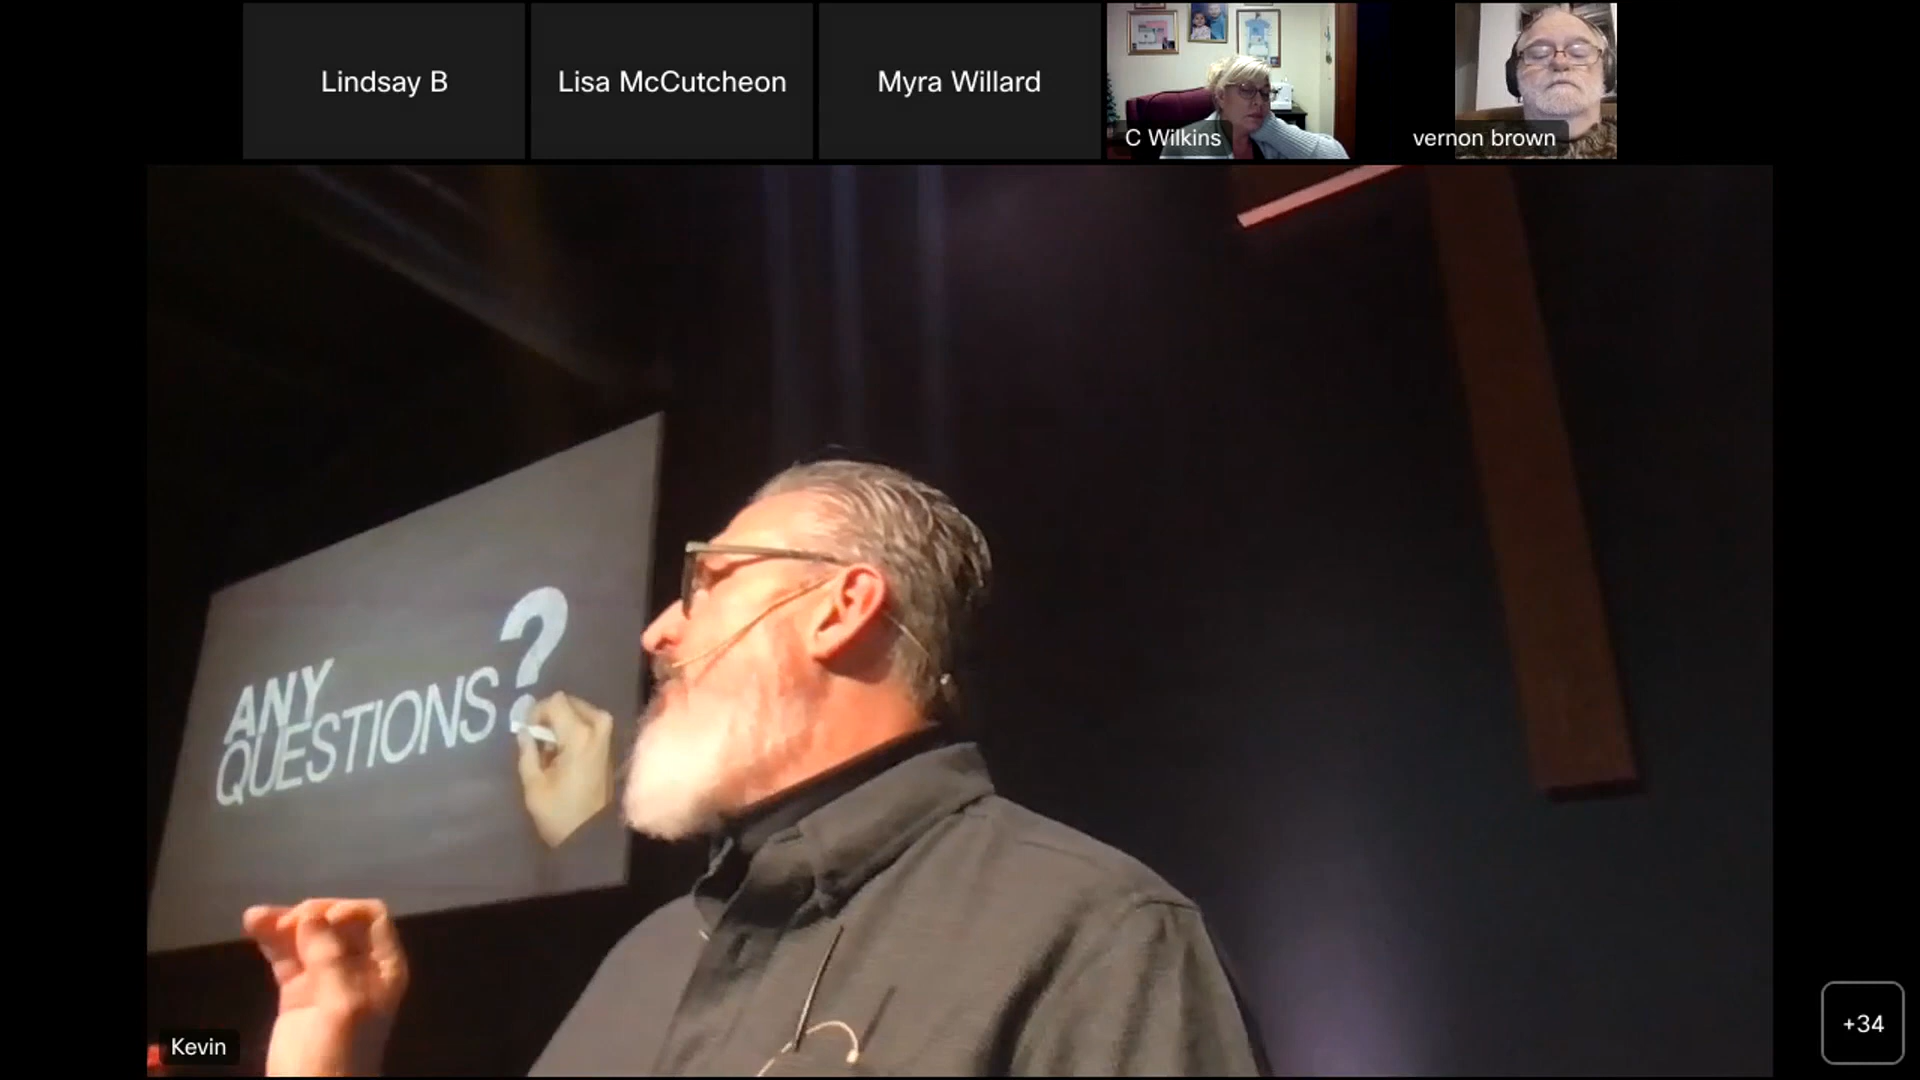 Lindsay B
Lisa McCutcheon
Myra Willard
C Wilkins
vernon brown
ANY
QUESTIONS?
Kevin
+34